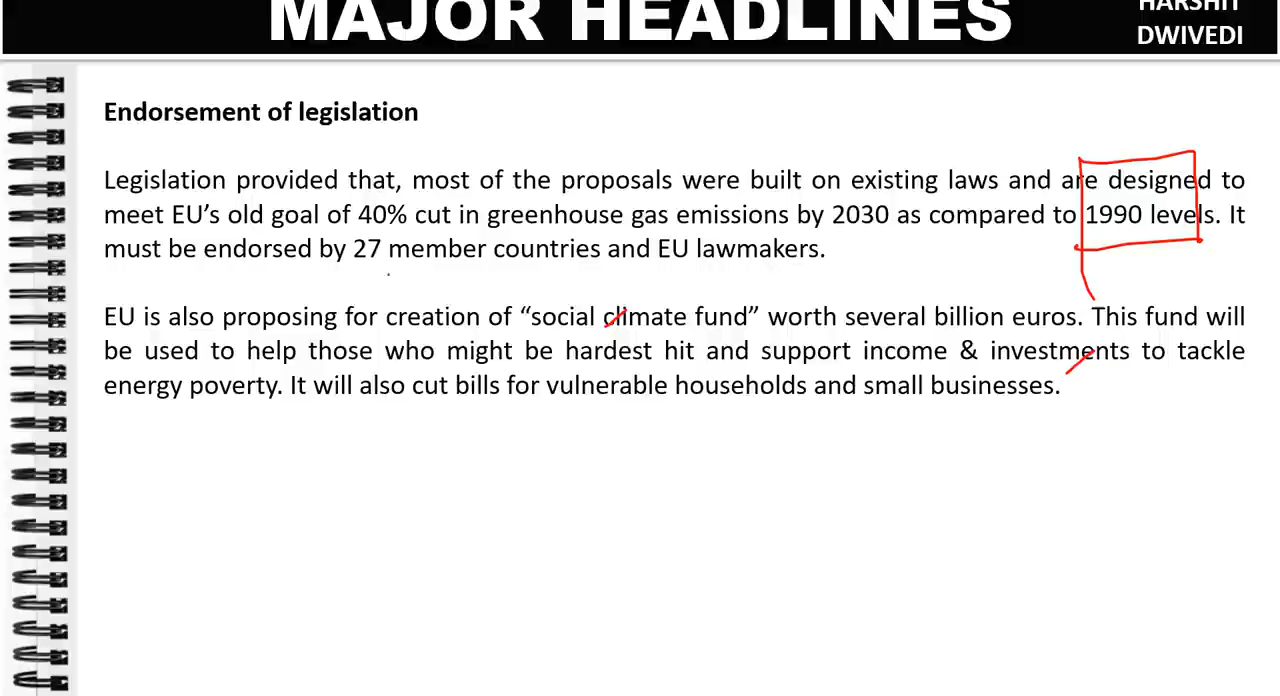 MAJOR HEADLINES
HARSHIT
DWIVEDI
Endorsement of legislation
Legislation provided that, most of the proposals were built on existing laws and are designed to
meet EU’s old goal of 40% cut in greenhouse gas emissions by 2030 as compared to 1990 levels. It
must be endorsed by 27 member countries and EU lawmakers.
EU is also proposing for creation of “social climate fund” worth several billion euros. This fund will
be used to help those who might be hardest hit and support income & investments to tackle
energy poverty. It will also cut bills for vulnerable households and small businesses.